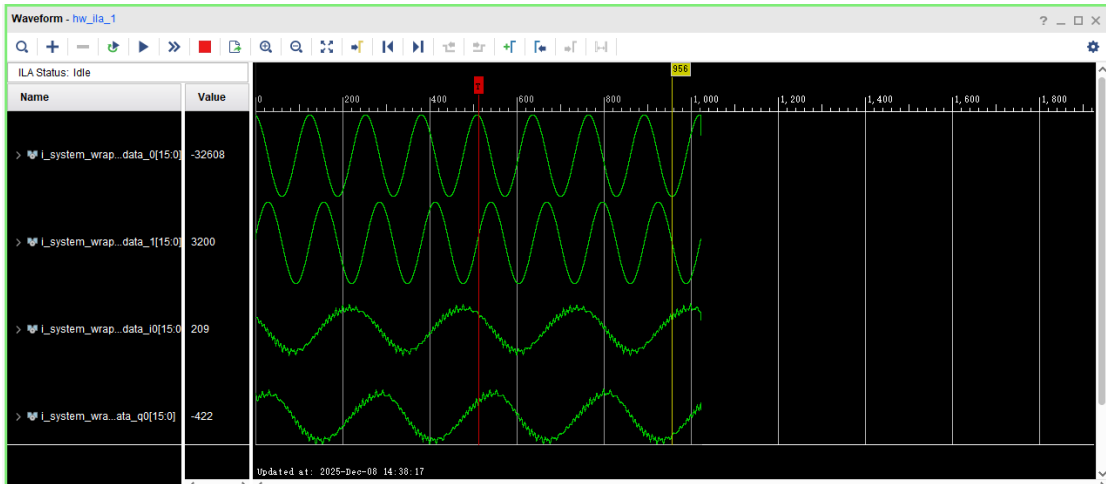 Waveform - hw_ila_1
? _ □ X
ILA Status: Idle
Name Value
956
T
0 200 400 600 800 1,000 1,200 1,400 1,600 1,800
i_system_wrap...data_0[15:0] -32608
i_system_wrap...data_1[15:0] 3200
i_system_wrap...data_i0[15:0 209
i_system_wra...ata_q0[15:0] -422
Updated at: 2025-Dec-08 14:38:17